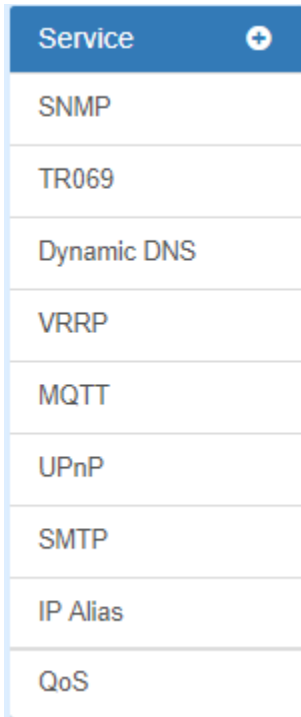 Service
SNMP
TR069
Dynamic DNS
VRRP
MQTT
UPnP
SMTP
IP Alias
QoS